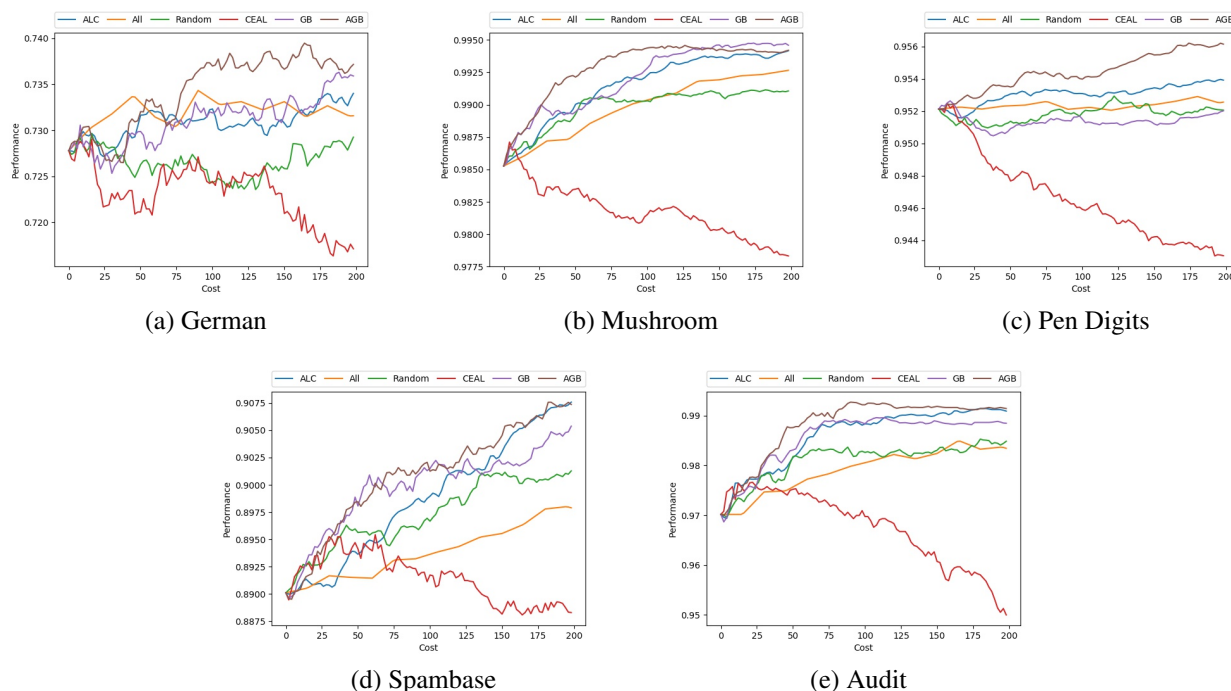 ALC All Random CEAL GB AGB
0.740
0.735
0.730
0.725
0.720
Performance
0 25 50 75 100 125 150 175 200
Cost
(a) German
ALC All Random CEAL GB AGB
0.9950
0.9925
0.9900
0.9875
0.9850
0.9825
0.9800
0.9775
Performance
0 25 50 75 100 125 150 175 200
Cost
(b) Mushroom
ALC All Random CEAL GB AGB
0.956
0.954
0.952
0.950
0.948
0.946
0.944
Performance
0 25 50 75 100 125 150 175 200
Cost
(c) Pen Digits
ALC All Random CEAL GB AGB
0.9075
0.9050
0.9025
0.9000
0.8975
0.8950
0.8925
0.8900
0.8875
Performance
0 25 50 75 100 125 150 175 200
Cost
(d) Spambase
ALC All Random CEAL GB AGB
0.99
0.98
0.97
0.96
0.95
Performance
0 25 50 75 100 125 150 175 200
Cost
(e) Audit